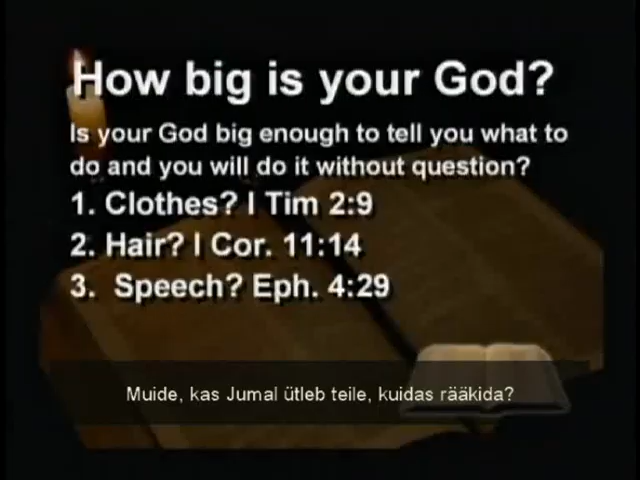 How big is your God?
Is your God big enough to tell you what to
do and you will do it without question?
1. Clothes? I Tim 2:9
2. Hair? I Cor. 11:14
3. Speech? Eph. 4:29
Muide, kas Jumal ütleb teile, kuidas rääkida?